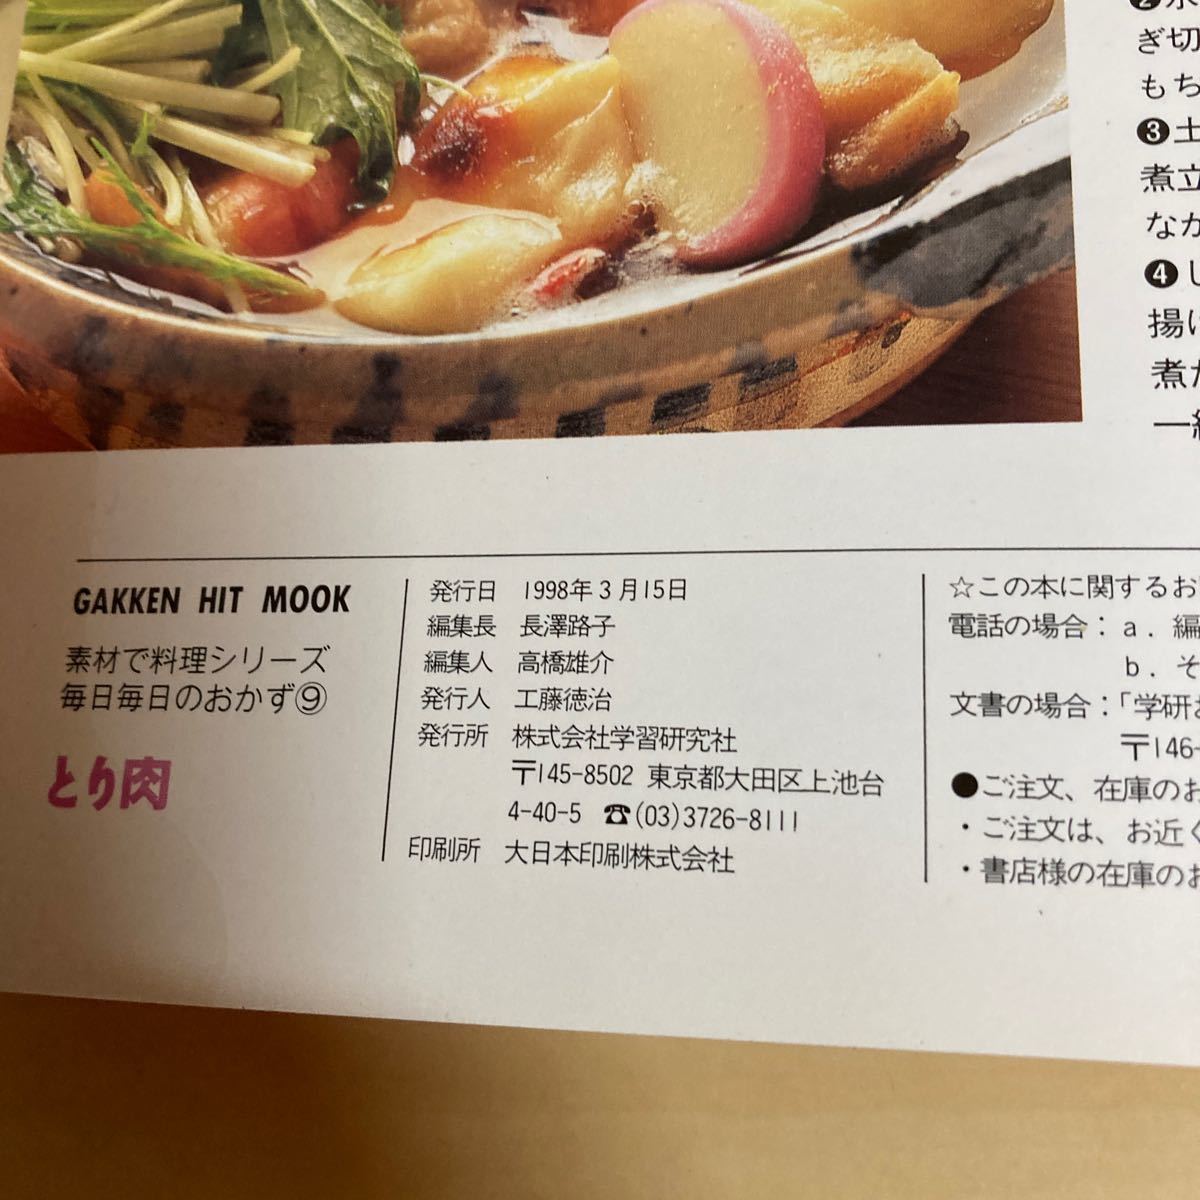 ぎ切
もち
❸土
煮立
なか
❹し
揚げ
煮た
一緒
GAKKEN HIT MOOK
素材で料理シリーズ
毎日毎日のおかず⑨
とり肉
発行日 1998年3月15日
編集長 長澤路子
編集人 高橋雄介
発行人 工藤徳治
発行所 株式会社学習研究社
〒145-8502 東京都大田区上池台
4-40-5 ☎(03)3726-8111
印刷所 大日本印刷株式会社
☆この本に関するお
電話の場合：a．編
b．そ
文書の場合：「学研お
〒146-
●ご注文、在庫のお
・ご注文は、お近く
・書店様の在庫のお